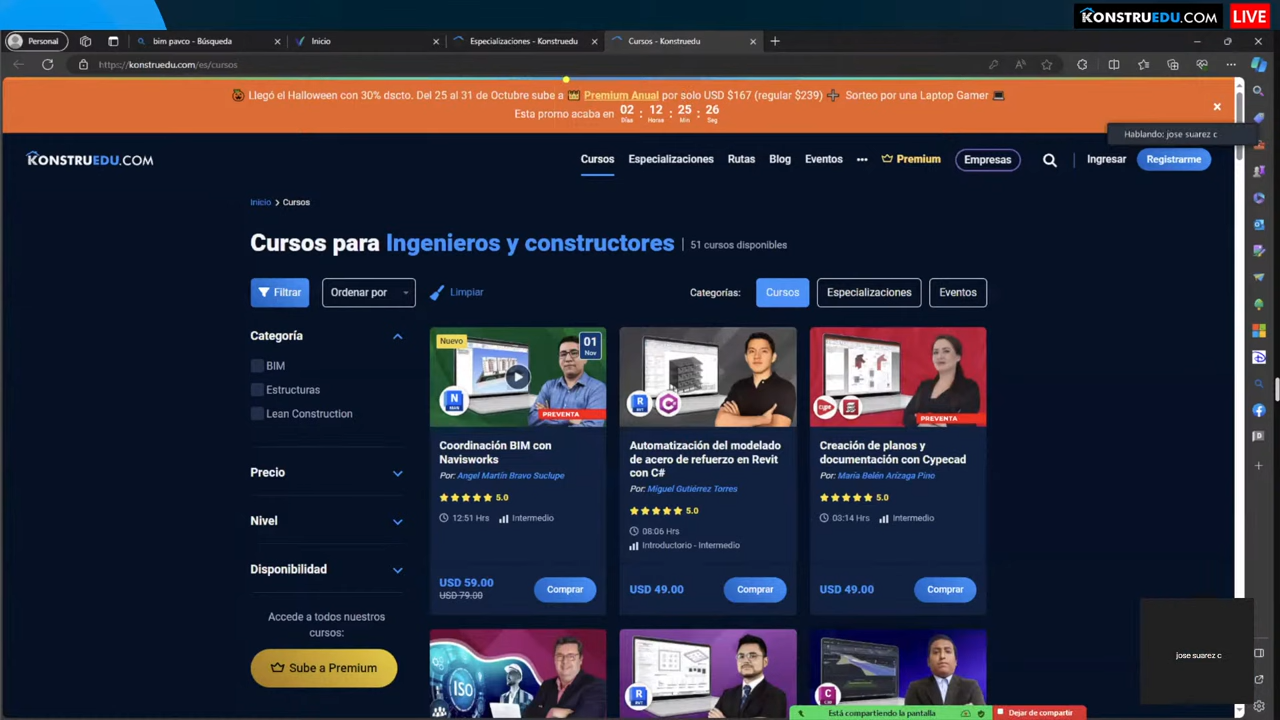 KONSTRUEDU.COM LIVE
Personal bim pavco - Búsqueda Inicio Especializaciones - Konstruedu Cursos - Konstruedu
https://konstruedu.com/es/cursos
Llegó el Halloween con 30% dscto. Del 25 al 31 de Octubre sube a Premium Anual por solo USD $167 (regular $239) Sorteo por una Laptop Gamer
Esta promo acaba en 02 : 12 : 25 : 26
Días Horas Min Seg
Hablando: jose suarez c
KONSTRUEDU.COM Cursos Especializaciones Rutas Blog Eventos Premium Empresas Ingresar Registrarme
Inicio > Cursos
Cursos para Ingenieros y constructores | 51 cursos disponibles
Filtrar Ordenar por Limpiar Categorías: Cursos Especializaciones Eventos
Categoría
BIM
Estructuras
Lean Construction
Precio
Nivel
Disponibilidad
Accede a todos nuestros
cursos:
Sube a Premium
Nuevo
01
Nov
N
PREVENTA
Coordinación BIM con
Navisworks
Por: Angel Martín Bravo Suclupe
5.0
12:51 Hrs Intermedio
USD 59.00
USD 79.00
Comprar
R
RVT
Automatización del modelado
de acero de refuerzo en Revit
con C#
Por: Miguel Gutiérrez Torres
5.0
08:06 Hrs
Introductorio - Intermedio
USD 49.00
Comprar
cype
PREVENTA
Creación de planos y
documentación con Cypecad
Por: María Belén Arízaga Pino
5.0
03:14 Hrs Intermedio
USD 49.00
Comprar
ISO
R
RVT
C
jose suarez c
Está compartiendo la pantalla Dejar de compartir